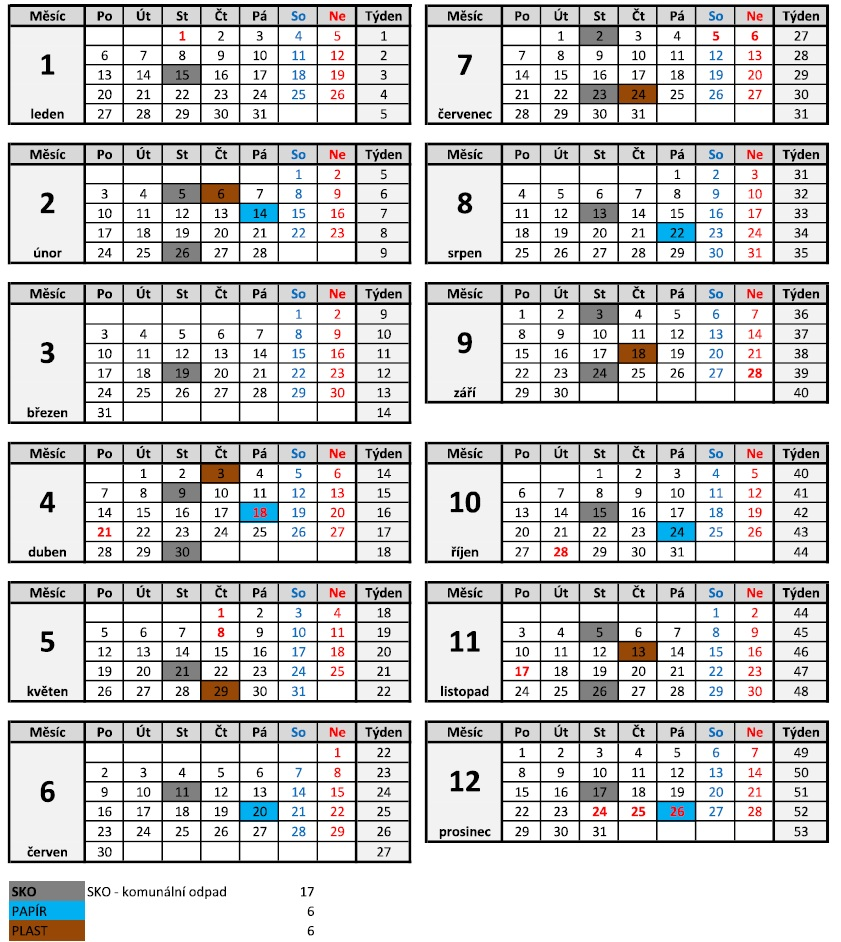 Měsíc Po Út St Čt Pá So Ne Týden
1 2 3 4 5 1
1 6 7 8 9 10 11 12 2
13 14 15 16 17 18 19 3
20 21 22 23 24 25 26 4
leden 27 28 29 30 31 5
Měsíc Po Út St Čt Pá So Ne Týden
1 2 5
2 3 4 5 6 7 8 9 6
10 11 12 13 14 15 16 7
17 18 19 20 21 22 23 8
únor 24 25 26 27 28 9
Měsíc Po Út St Čt Pá So Ne Týden
1 2 9
3 4 5 6 7 8 9 10
3 10 11 12 13 14 15 16 11
17 18 19 20 21 22 23 12
24 25 26 27 28 29 30 13
březen 31 14
Měsíc Po Út St Čt Pá So Ne Týden
1 2 3 4 5 6 14
4 7 8 9 10 11 12 13 15
14 15 16 17 18 19 20 16
21 22 23 24 25 26 27 17
duben 28 29 30 18
Měsíc Po Út St Čt Pá So Ne Týden
1 2 3 4 18
5 5 6 7 8 9 10 11 19
12 13 14 15 16 17 18 20
19 20 21 22 23 24 25 21
květen 26 27 28 29 30 31 22
Měsíc Po Út St Čt Pá So Ne Týden
1 22
2 3 4 5 6 7 8 23
6 9 10 11 12 13 14 15 24
16 17 18 19 20 21 22 25
23 24 25 26 27 28 29 26
červen 30 27
Měsíc Po Út St Čt Pá So Ne Týden
1 2 3 4 5 6 27
7 7 8 9 10 11 12 13 28
14 15 16 17 18 19 20 29
21 22 23 24 25 26 27 30
červenec 28 29 30 31 31
Měsíc Po Út St Čt Pá So Ne Týden
1 2 3 31
8 4 5 6 7 8 9 10 32
11 12 13 14 15 16 17 33
18 19 20 21 22 23 24 34
srpen 25 26 27 28 29 30 31 35
Měsíc Po Út St Čt Pá So Ne Týden
1 2 3 4 5 6 7 36
9 8 9 10 11 12 13 14 37
15 16 17 18 19 20 21 38
22 23 24 25 26 27 28 39
září 29 30 40
Měsíc Po Út St Čt Pá So Ne Týden
1 2 3 4 5 40
10 6 7 8 9 10 11 12 41
13 14 15 16 17 18 19 42
20 21 22 23 24 25 26 43
říjen 27 28 29 30 31 44
Měsíc Po Út St Čt Pá So Ne Týden
1 2 44
11 3 4 5 6 7 8 9 45
10 11 12 13 14 15 16 46
17 18 19 20 21 22 23 47
listopad 24 25 26 27 28 29 30 48
Měsíc Po Út St Čt Pá So Ne Týden
1 2 3 4 5 6 7 49
12 8 9 10 11 12 13 14 50
15 16 17 18 19 20 21 51
22 23 24 25 26 27 28 52
prosinec 29 30 31 53
SKO SKO - komunální odpad 17
PAPÍR 6
PLAST 6